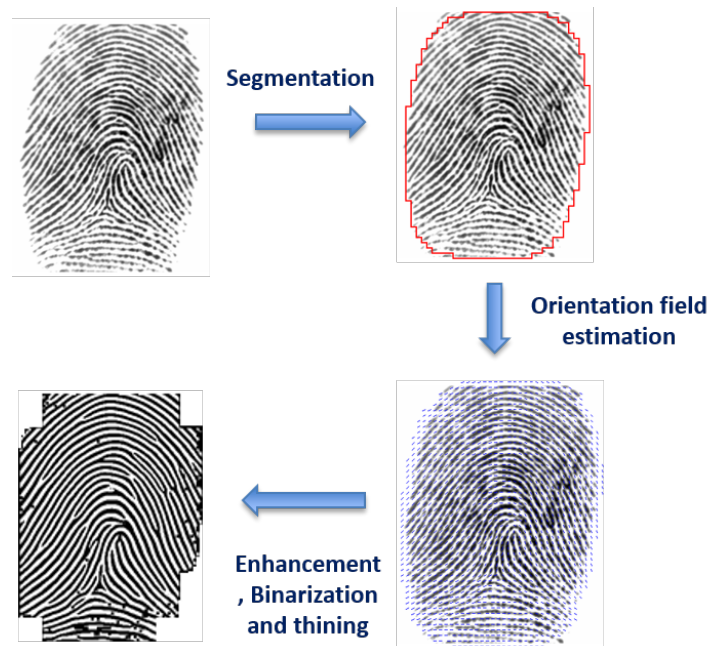 Segmentation
Orientation field
estimation
Enhancement
, Binarization
and thining